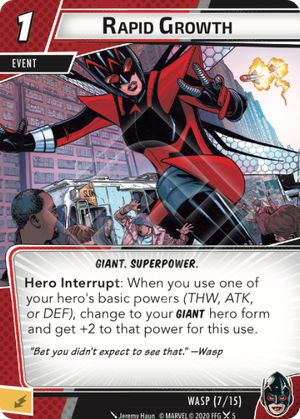 1
RAPID GROWTH
EVENT
GIANT. SUPERPOWER.
Hero Interrupt: When you use one of
your hero's basic powers (THW, ATK,
or DEF), change to your GIANT hero form
and get +2 to that power for this use.
"Bet you didn't expect to see that." —Wasp
WASP (7/15)
Jeremy Haun © MARVEL © 2020 FFG 5